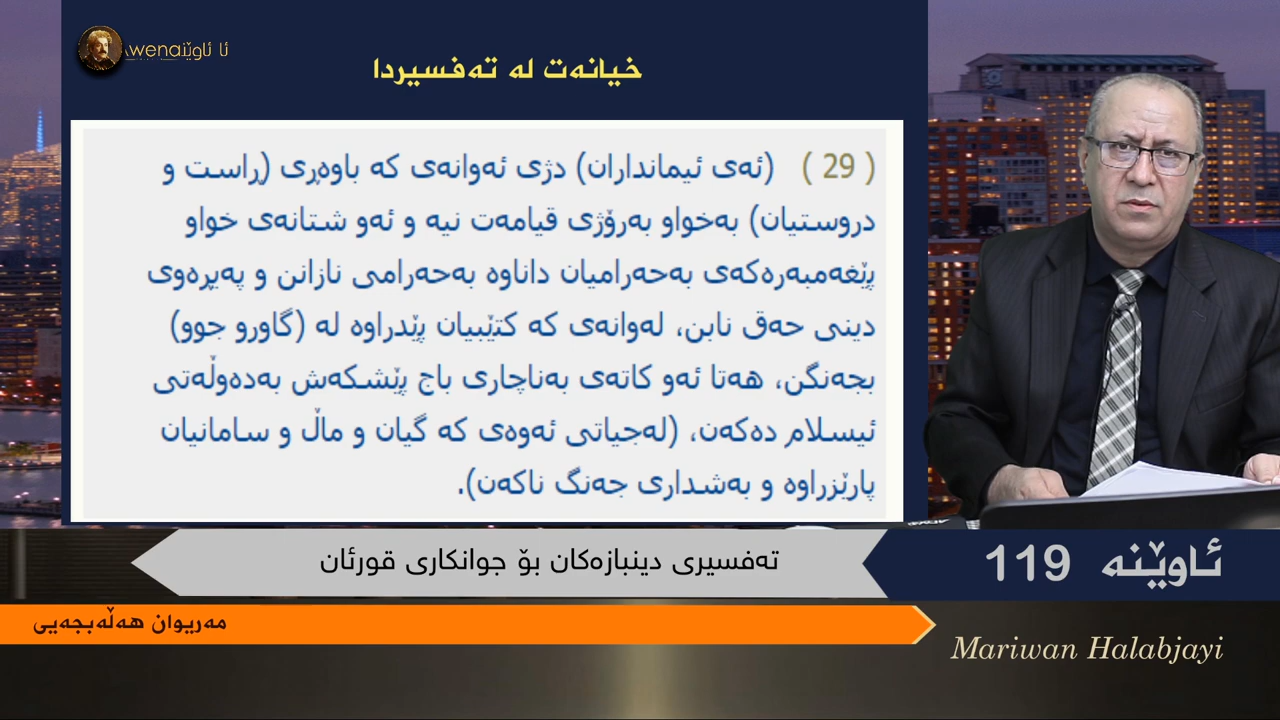 Awena ئاوێنە
خیانەت لە تەفسیردا
( 29 ) (ئەی ئیمانداران) دژی ئەوانەی کە باوەڕی (ڕاست و
دروستیان) بەخواو بەرۆژی قیامەت نیە و ئەو شتانەی خواو
پێغەمبەرەکەی بەحەرامیان داناوە بەحەرامی نازانن و پەیڕەوی
دینی حەق نابن، لەوانەی کە کتێبیان پێدراوە لە (گاورو جوو)
بجەنگن، هەتا ئەو کاتەی بەناچاری باج پێشکەش بەدەوڵەتی
ئیسلام دەکەن، (لەجیاتی ئەوەی کە گیان و ماڵ و سامانیان
پارێزراوە و بەشداری جەنگ ناکەن).
تەفسیری دینبازەکان بۆ جوانکاری قورئان
ئاوێنە 119
مەریوان هەڵەبجەیی
Mariwan Halabjayi